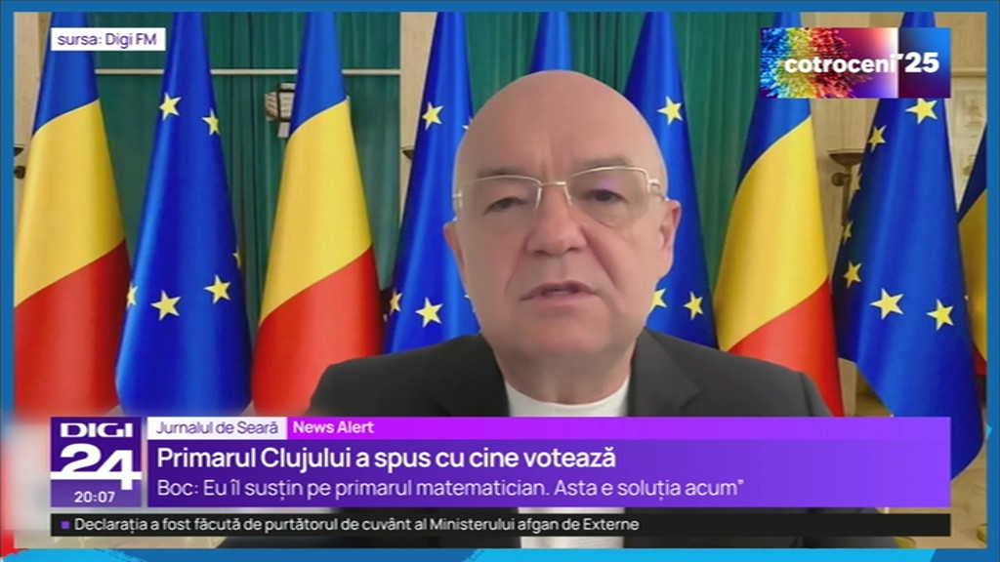 sursa: Digi FM
cotroceni'25
DIGI
24
20:07
Jurnalul de Seară
News Alert
Primarul Clujului a spus cu cine votează
Boc: Eu îl susțin pe primarul matematician. Asta e soluția acum"
Declarația a fost făcută de purtătorul de cuvânt al Ministerului afgan de Externe